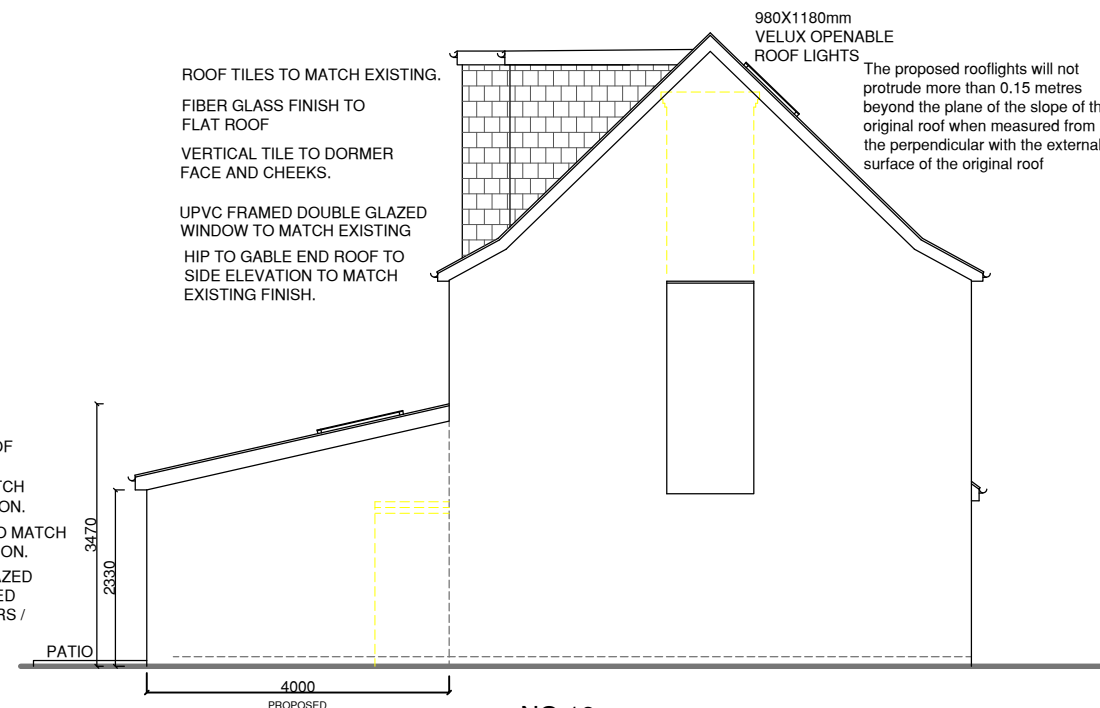 980X1180mm
VELUX OPENABLE
ROOF LIGHTS
The proposed rooflights will not
protrude more than 0.15 metres
beyond the plane of the slope of th
original roof when measured from
the perpendicular with the external
surface of the original roof
ROOF TILES TO MATCH EXISTING.
FIBER GLASS FINISH TO
FLAT ROOF
VERTICAL TILE TO DORMER
FACE AND CHEEKS.
UPVC FRAMED DOUBLE GLAZED
WINDOW TO MATCH EXISTING
HIP TO GABLE END ROOF TO
SIDE ELEVATION TO MATCH
EXISTING FINISH.
OF
TCH
ON.
O MATCH
ON.
AZED
ED
RS /
3470
2330
PATIO
4000
PROPOSED